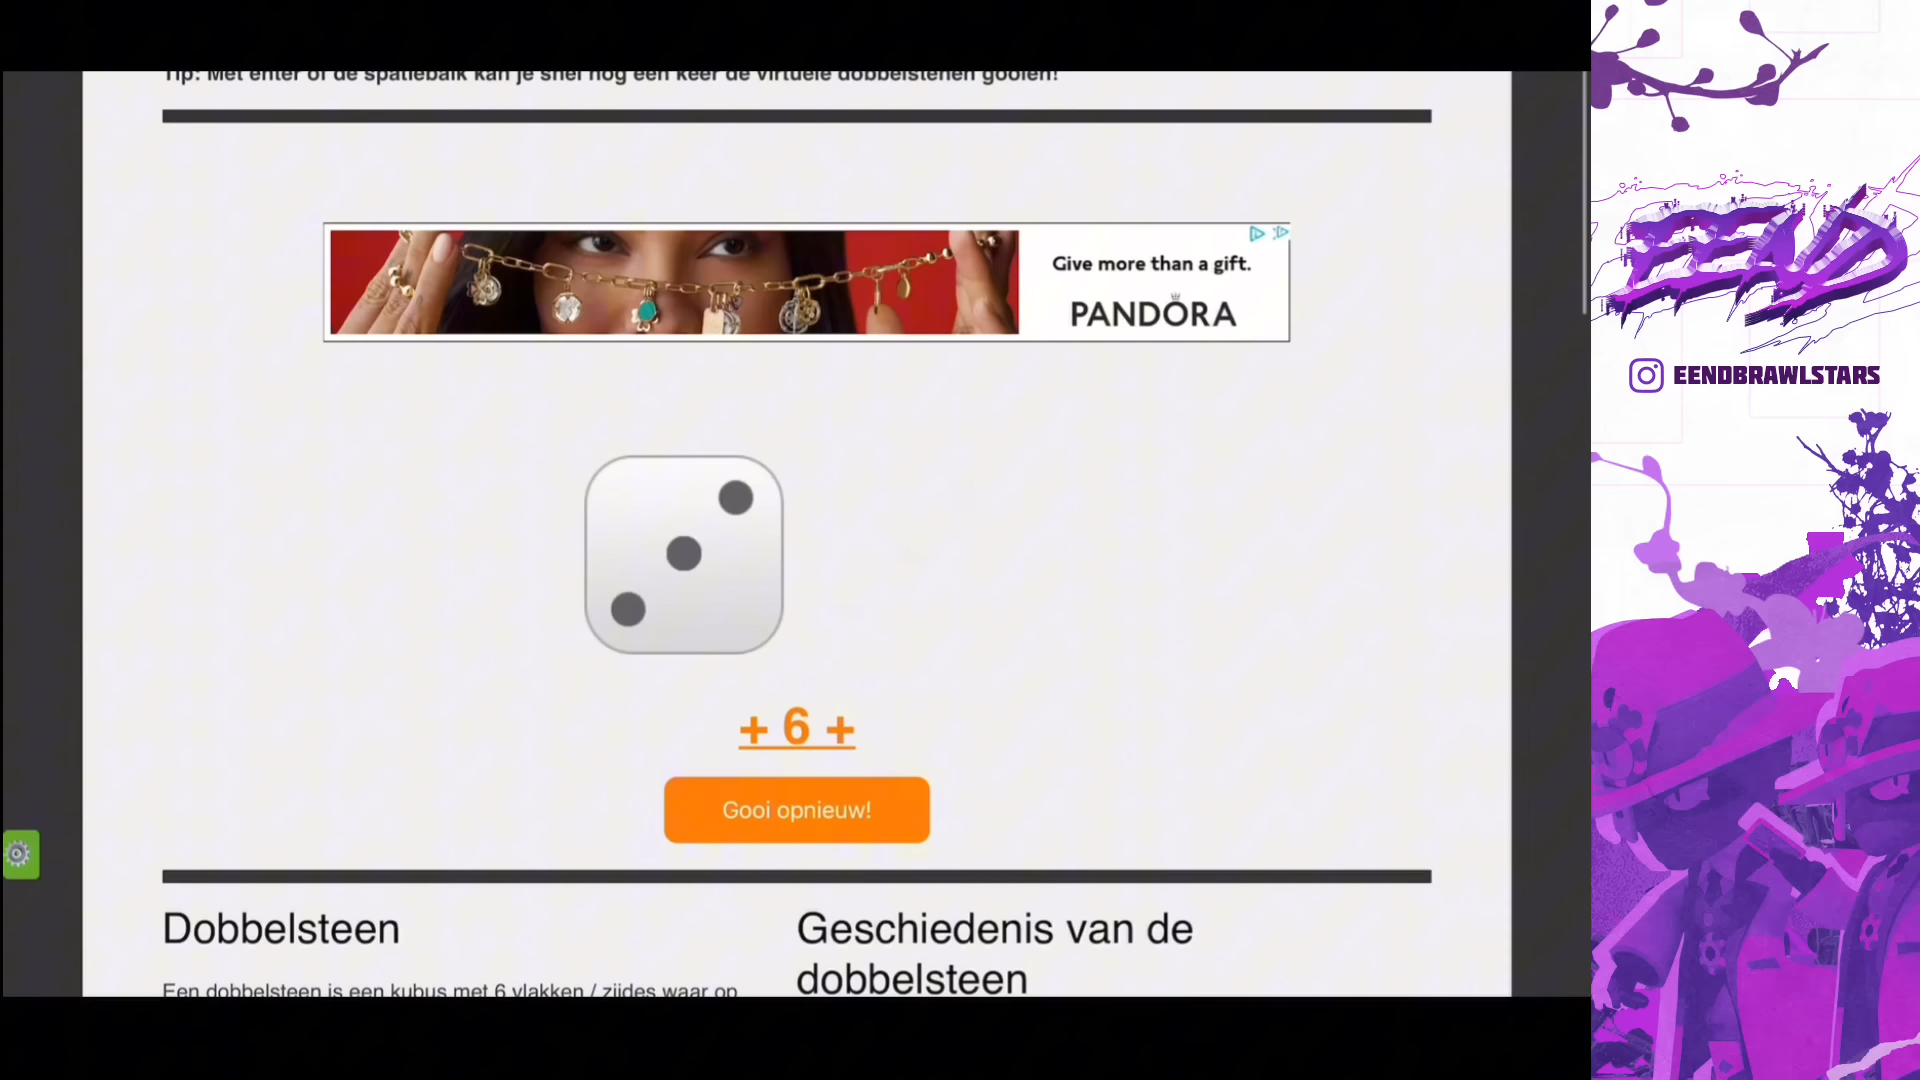 Tip: Met enter of de spatiebalk kan je snel nog een keer de virtuele dobbelstenen gooien!
Give more than a gift.
PANDÓRA
+ 6 +
Gooi opnieuw!
Dobbelsteen
Een dobbelsteen is een kubus met 6 vlakken / zijdes waar op
Geschiedenis van de
dobbelsteen
EEND
EENDBRAWLSTARS